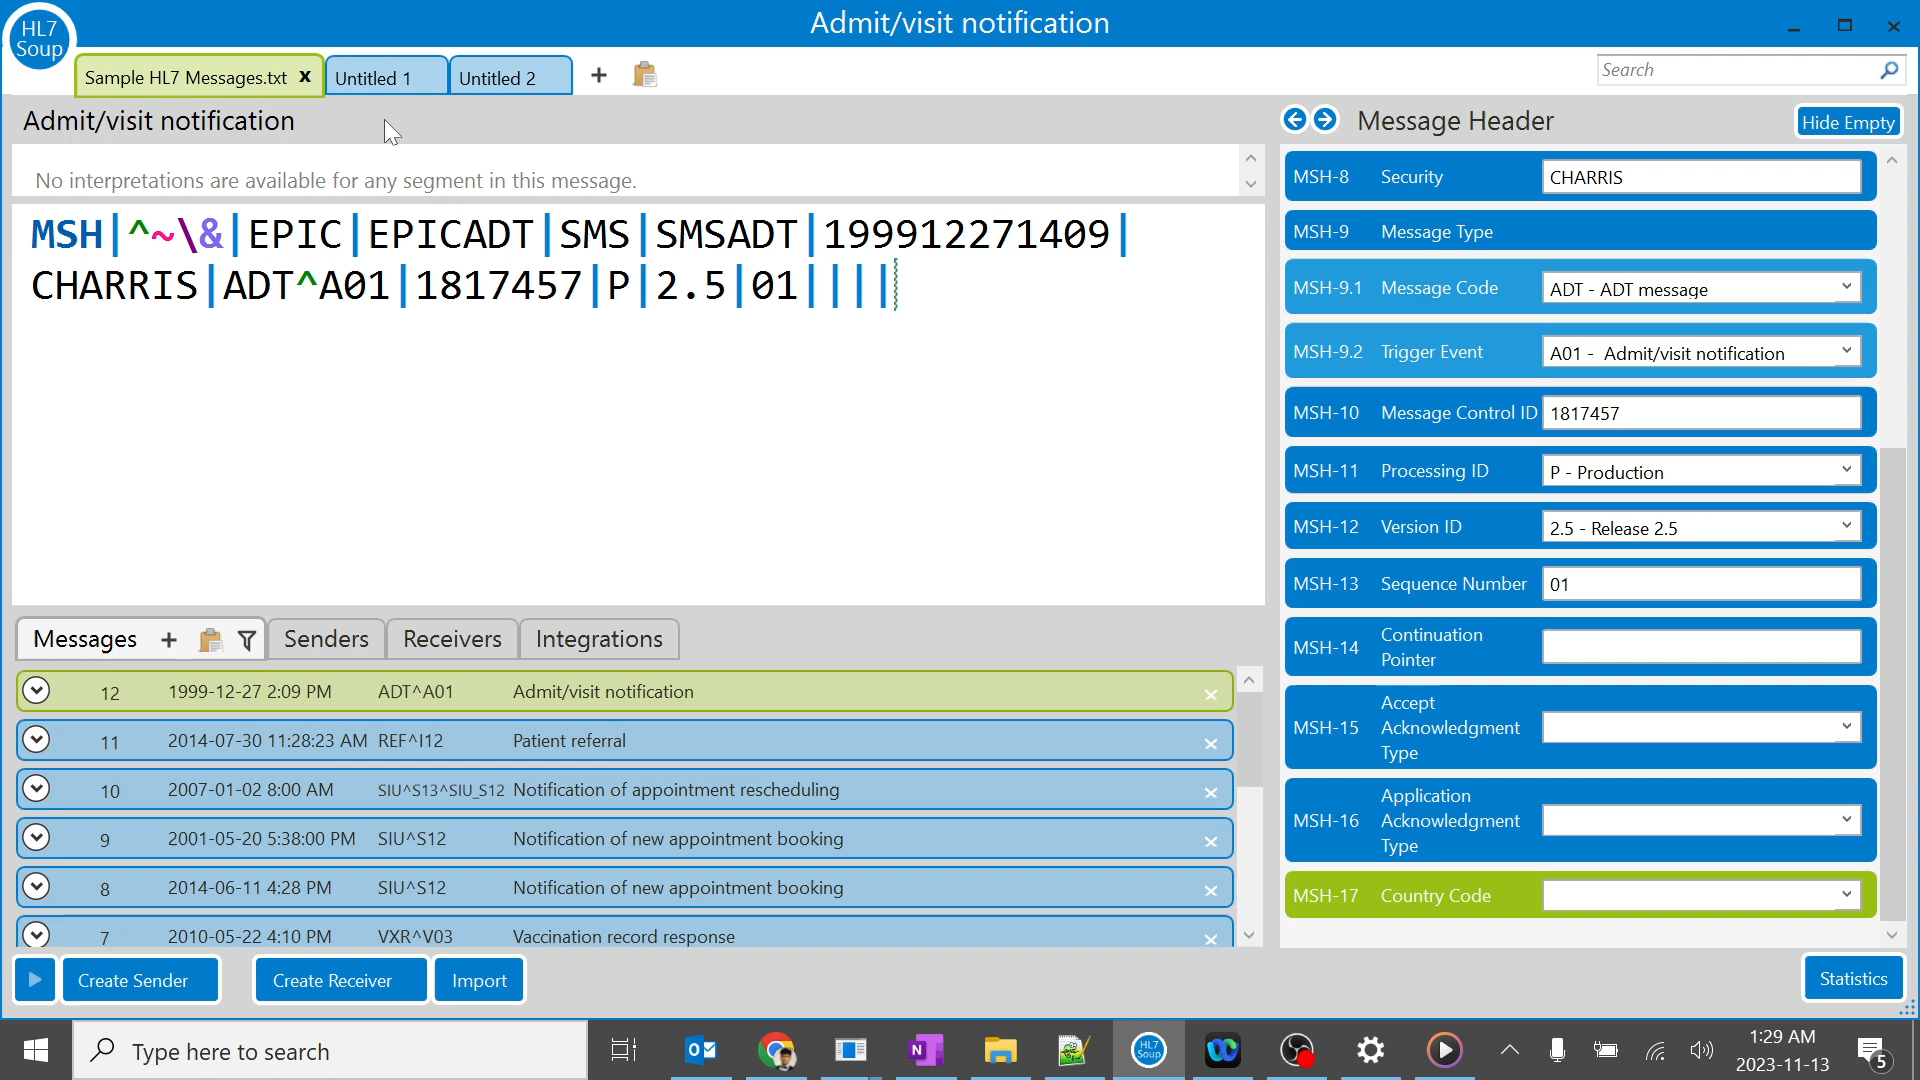 HL7
Soup
Admit/visit notification
Sample HL7 Messages.txt x
Untitled 1
Untitled 2
+
Search
Admit/visit notification
No interpretations are available for any segment in this message.
MSH|^~\&|EPIC|EPICADT|SMS|SMSADT|199912271409|
CHARRIS|ADT^A01|1817457|P|2.5|01||||
Messages +
Senders
Receivers
Integrations
12 1999-12-27 2:09 PM ADT^A01 Admit/visit notification
11 2014-07-30 11:28:23 AM REF^I12 Patient referral
10 2007-01-02 8:00 AM SIU^S13^SIU_S12 Notification of appointment rescheduling
9 2001-05-20 5:38:00 PM SIU^S12 Notification of new appointment booking
8 2014-06-11 4:28 PM SIU^S12 Notification of new appointment booking
7 2010-05-22 4:10 PM VXR^V03 Vaccination record response
Create Sender
Create Receiver
Import
Message Header
Hide Empty
MSH-8 Security CHARRIS
MSH-9 Message Type
MSH-9.1 Message Code ADT - ADT message
MSH-9.2 Trigger Event A01 - Admit/visit notification
MSH-10 Message Control ID 1817457
MSH-11 Processing ID P - Production
MSH-12 Version ID 2.5 - Release 2.5
MSH-13 Sequence Number 01
MSH-14 Continuation
Pointer
MSH-15 Accept
Acknowledgment
Type
MSH-16 Application
Acknowledgment
Type
MSH-17 Country Code
Statistics
Type here to search
HL7
Soup
1:29 AM
2023-11-13
5